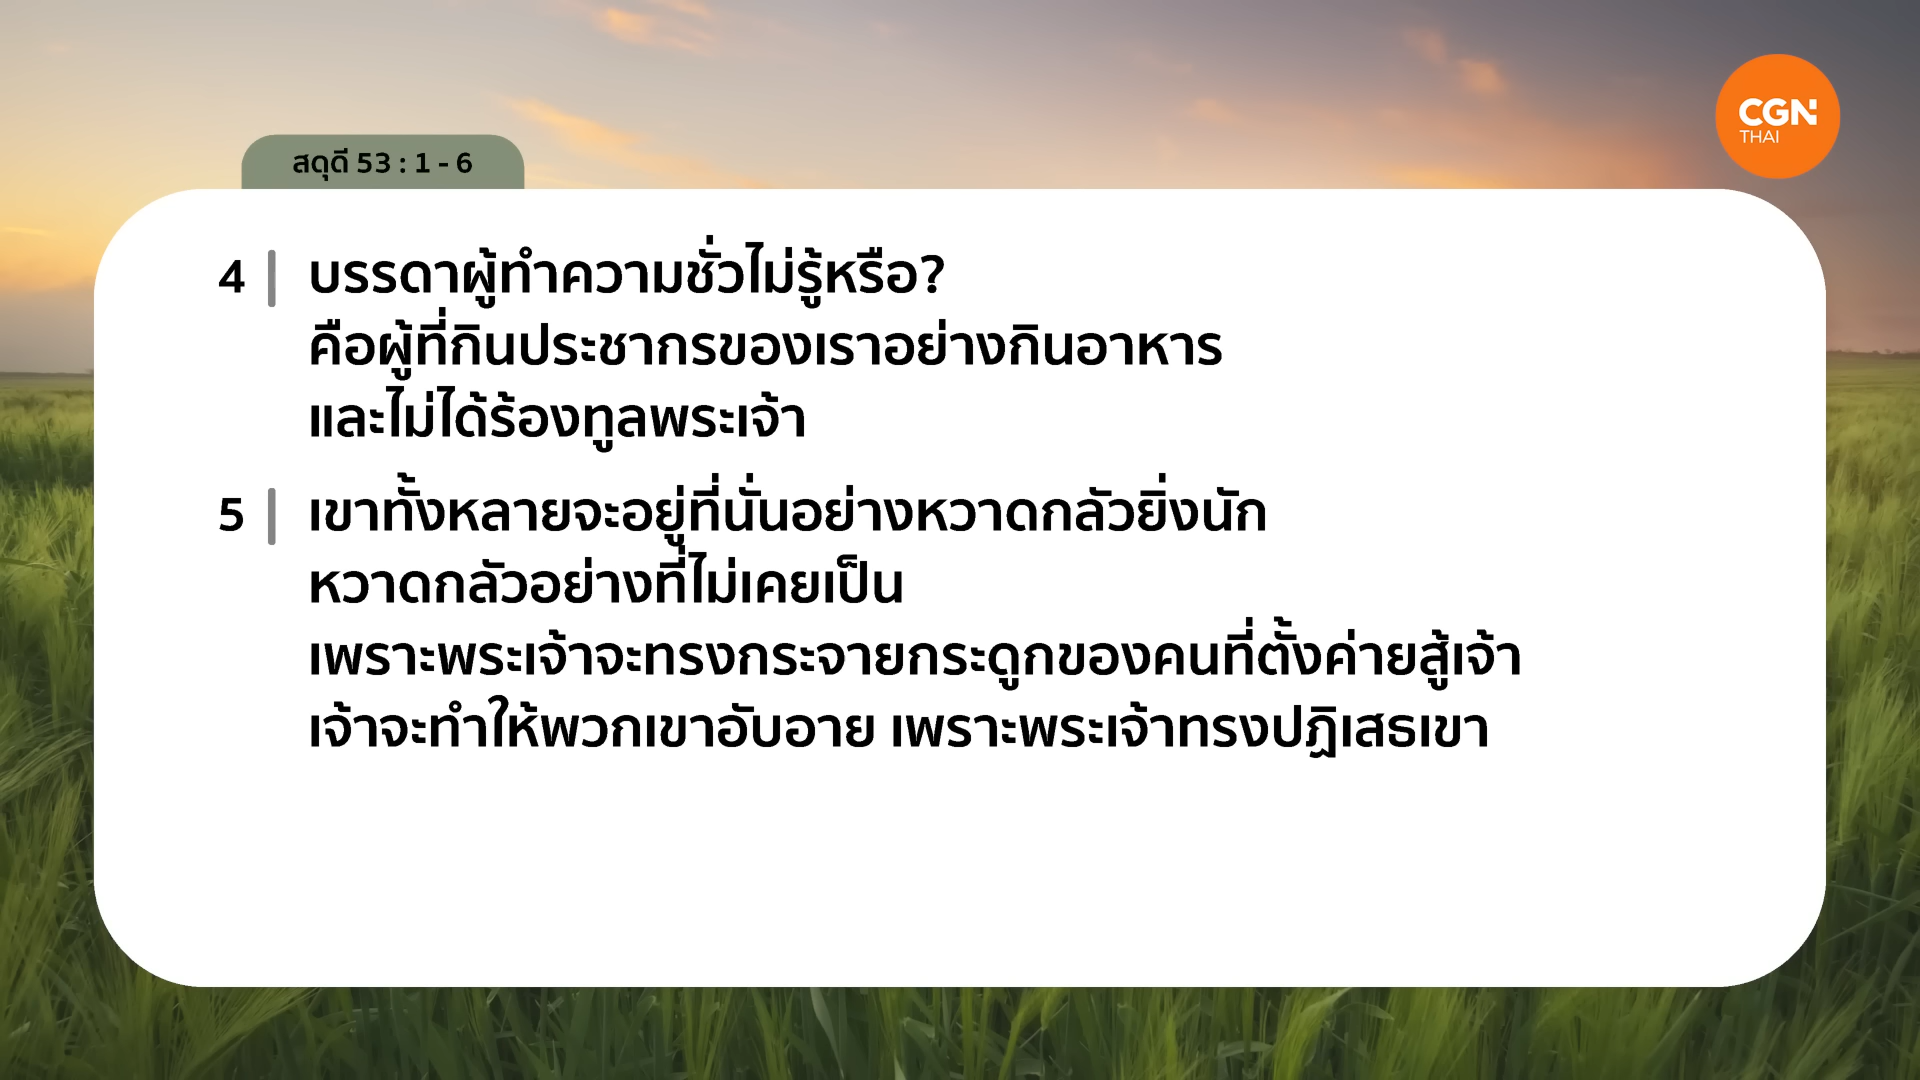 CGN
THAI
สดุดี 53 : 1 - 6
4 | บรรดาผู้ทำความชั่วไม่รู้หรือ?
คือผู้ที่กินประชากรของเราอย่างกินอาหาร
และไม่ได้ร้องทูลพระเจ้า
5 | เขาทั้งหลายจะอยู่ที่นั่นอย่างหวาดกลัวยิ่งนัก
หวาดกลัวอย่างที่ไม่เคยเป็น
เพราะพระเจ้าจะทรงกระจายกระดูกของคนที่ตั้งค่ายสู้เจ้า
เจ้าจะทำให้พวกเขาอับอาย เพราะพระเจ้าทรงปฏิเสธเขา